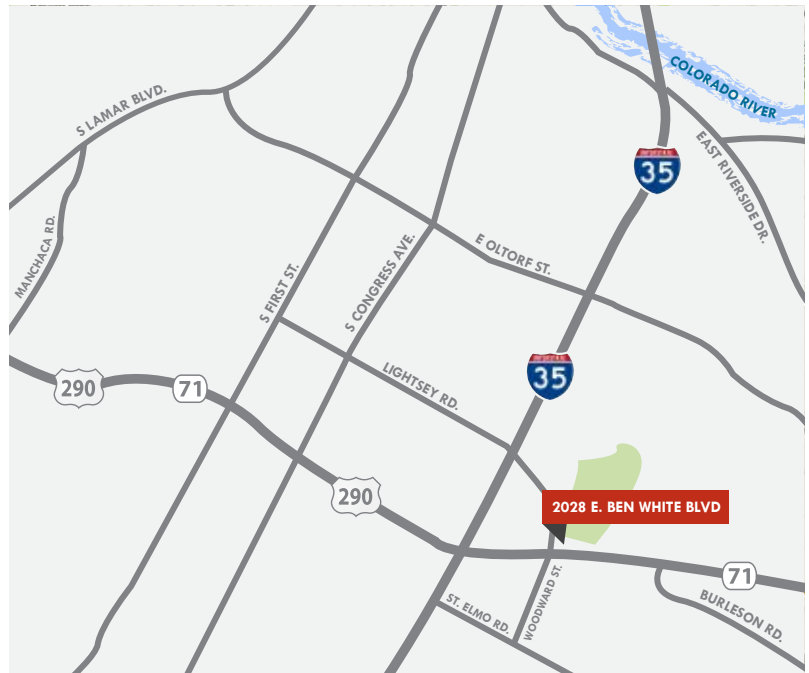 COLORADO RIVER
S LAMAR BLVD.
EAST RIVERSIDE DR.
35
MANCHACA RD.
S FIRST ST.
S CONGRESS AVE.
E OLTORF ST.
290
71
LIGHTSEY RD.
35
290
2028 E. BEN WHITE BLVD
71
ST. ELMO RD.
WOODWARD ST.
BURLESON RD.